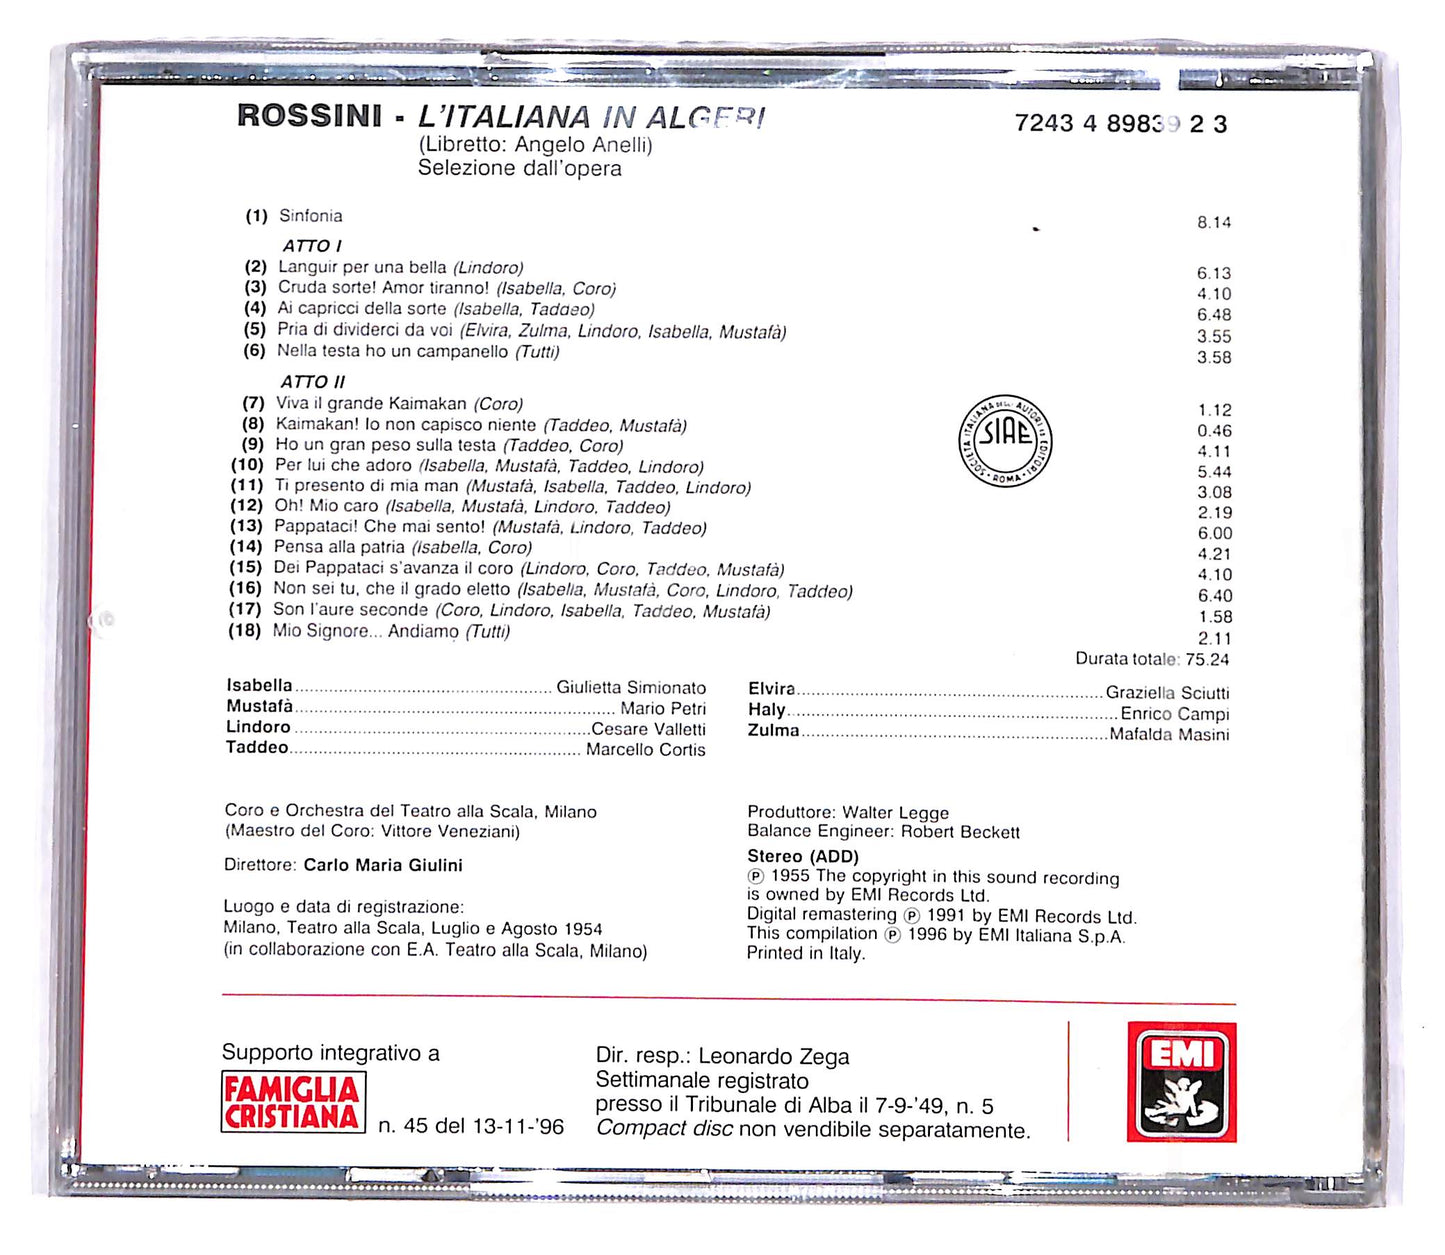 ROSSINI - L'ITALIANA IN ALGERI
7243 4 89839 2 3
(Libretto: Angelo Anelli)
Selezione dall'opera
(1) Sinfonia 8.14
ATTO I
(2) Languir per una bella (Lindoro) 6.13
(3) Cruda sorte! Amor tiranno! (Isabella, Coro) 4.10
(4) Ai capricci della sorte (Isabella, Taddeo) 6.48
(5) Pria di dividerci da voi (Elvira, Zulma, Lindoro, Isabella, Mustafà) 3.55
(6) Nella testa ho un campanello (Tutti) 3.58
ATTO II
(7) Viva il grande Kaimakan (Coro) 1.12
(8) Kaimakan! Io non capisco niente (Taddeo, Mustafà) 0.46
(9) Ho un gran peso sulla testa (Taddeo, Coro) 4.11
(10) Per lui che adoro (Isabella, Mustafà, Taddeo, Lindoro) 5.44
(11) Ti presento di mia man (Mustafà, Isabella, Taddeo, Lindoro) 3.08
(12) Oh! Mio caro (Isabella, Mustafà, Lindoro, Taddeo) 2.19
(13) Pappataci! Che mai sento! (Mustafà, Lindoro, Taddeo) 6.00
(14) Pensa alla patria (Isabella, Coro) 4.21
(15) Dei Pappataci s'avanza il coro (Lindoro, Coro, Taddeo, Mustafà) 4.10
(16) Non sei tu, che il grado eletto (Isabella, Mustafà, Coro, Lindoro, Taddeo) 6.40
(17) Son l'aure seconde (Coro, Lindoro, Isabella, Taddeo, Mustafà) 1.58
(18) Mio Signore... Andiamo (Tutti) 2.11
Durata totale: 75.24
SOCIETÀ ITALIANA DEGLI AUTORI ED EDITORI
SIAE
• ROMA •
Isabella Giulietta Simionato
Mustafà Mario Petri
Lindoro Cesare Valletti
Taddeo Marcello Cortis
Elvira Graziella Sciutti
Haly Enrico Campi
Zulma Mafalda Masini
Coro e Orchestra del Teatro alla Scala, Milano
(Maestro del Coro: Vittore Veneziani)
Direttore: Carlo Maria Giulini
Luogo e data di registrazione:
Milano, Teatro alla Scala, Luglio e Agosto 1954
(in collaborazione con E.A. Teatro alla Scala, Milano)
Produttore: Walter Legge
Balance Engineer: Robert Beckett
Stereo (ADD)
℗ 1955 The copyright in this sound recording
is owned by EMI Records Ltd.
Digital remastering ℗ 1991 by EMI Records Ltd.
This compilation ℗ 1996 by EMI Italiana S.p.A.
Printed in Italy.
Supporto integrativo a
FAMIGLIA
CRISTIANA
n. 45 del 13-11-'96
Dir. resp.: Leonardo Zega
Settimanale registrato
presso il Tribunale di Alba il 7-9-'49, n. 5
Compact disc non vendibile separatamente.
EMI